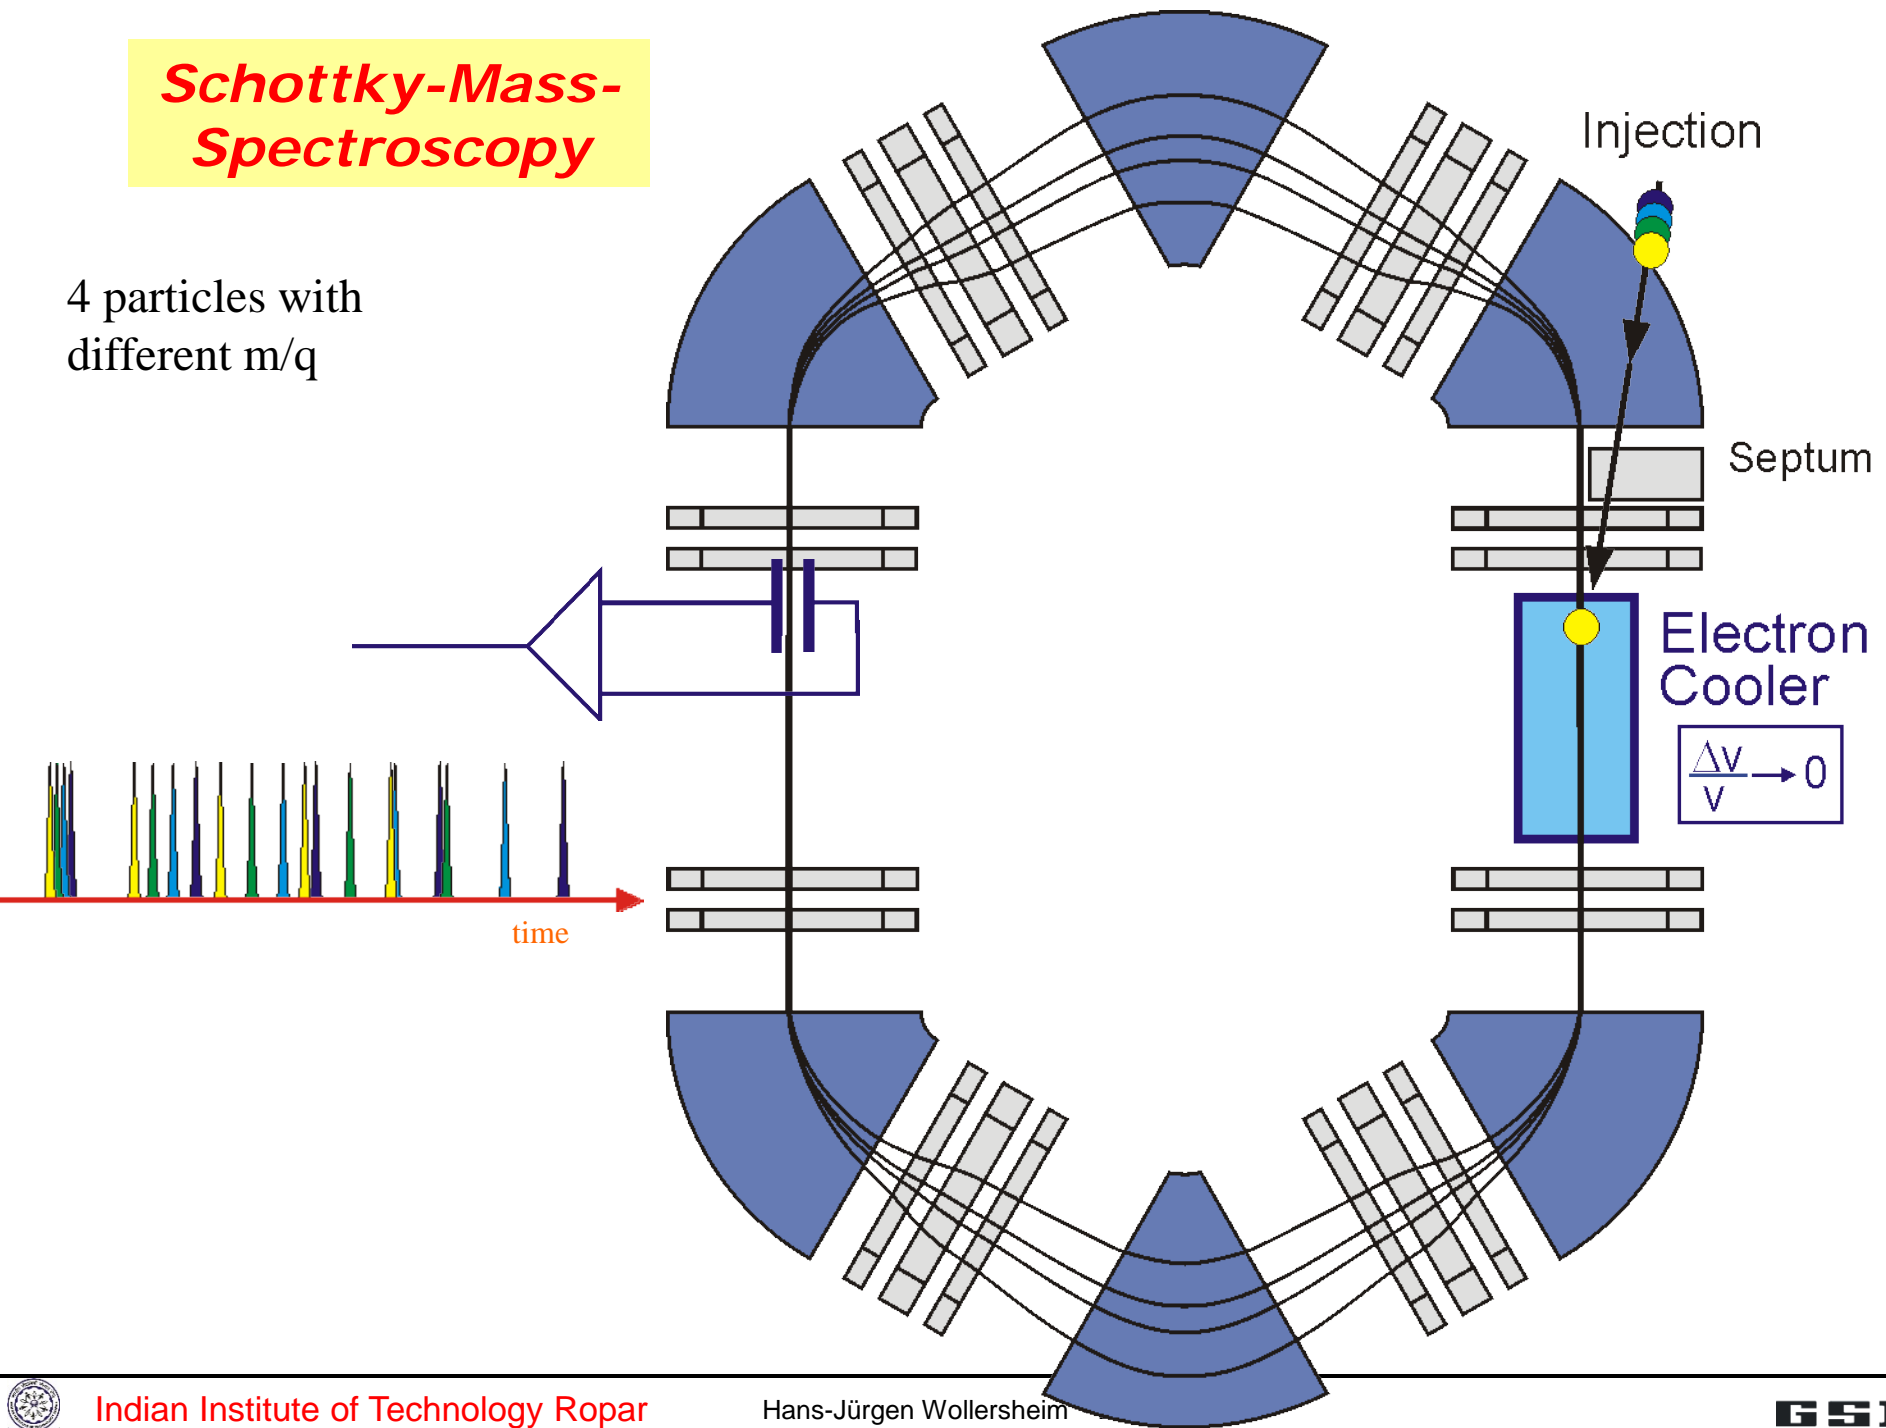 Schottky-Mass-
Spectroscopy
4 particles with
different m/q
Injection
Septum
Electron
Cooler
Δv/v → 0
time
Indian Institute of Technology Ropar
Hans-Jürgen Wollersheim
GSI